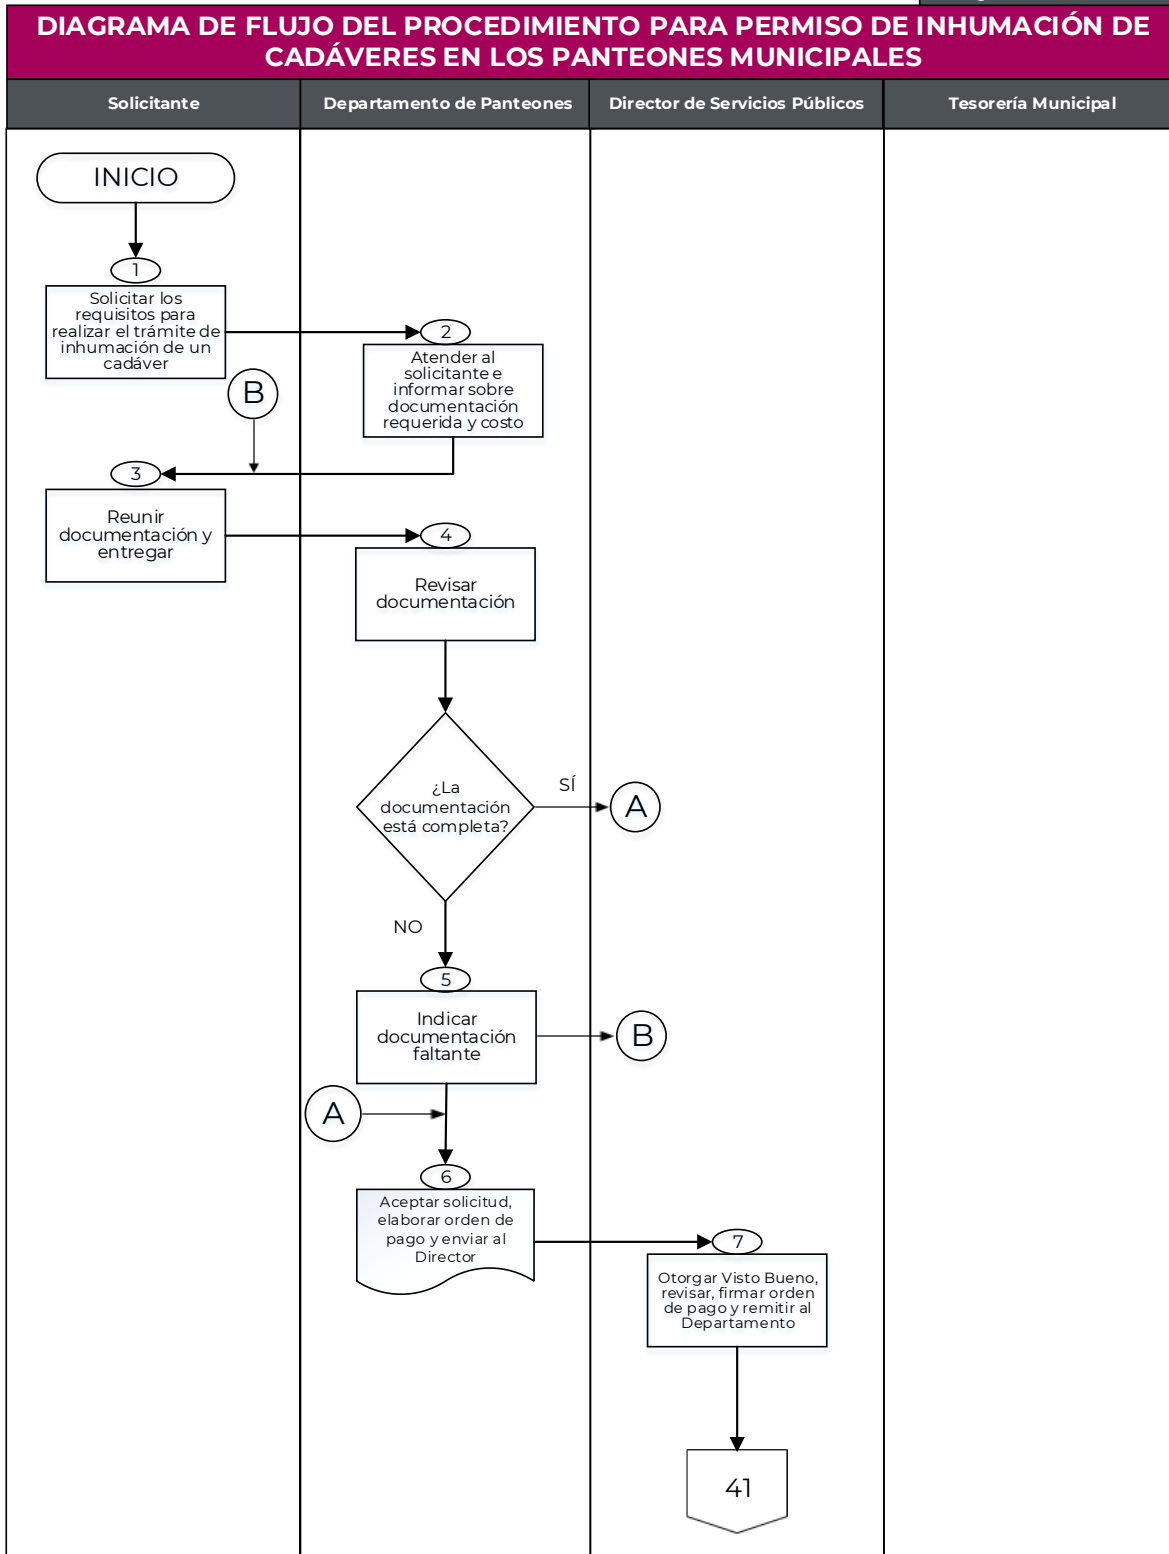 DIAGRAMA DE FLUJO DEL PROCEDIMIENTO PARA PERMISO DE INHUMACIÓN DE
CADÁVERES EN LOS PANTEONES MUNICIPALES
Solicitante
Departamento de Panteones
Director de Servicios Públicos
Tesorería Municipal
INICIO
1
Solicitar los
requisitos para
realizar el trámite de
inhumación de un
cadáver
2
Atender al
solicitante e
informar sobre
documentación
requerida y costo
B
3
Reunir
documentación y
entregar
4
Revisar
documentación
¿La
documentación
está completa?
SÍ
A
NO
5
Indicar
documentación
faltante
B
A
6
Aceptar solicitud,
elaborar orden de
pago y enviar al
Director
7
Otorgar Visto Bueno,
revisar, firmar orden
de pago y remitir al
Departamento
41